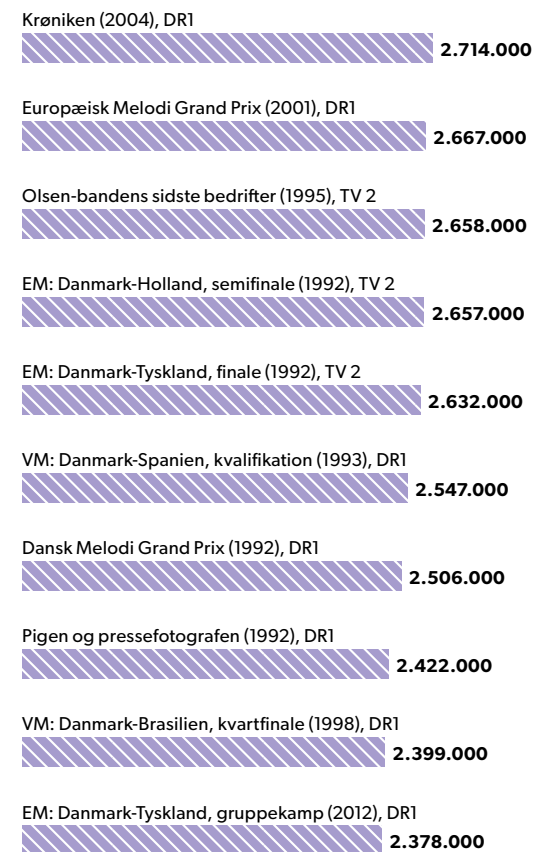 Krøniken (2004), DR1
2.714.000
Europæisk Melodi Grand Prix (2001), DR1
2.667.000
Olsen-bandens sidste bedrifter (1995), TV 2
2.658.000
EM: Danmark-Holland, semifinale (1992), TV 2
2.657.000
EM: Danmark-Tyskland, finale (1992), TV 2
2.632.000
VM: Danmark-Spanien, kvalifikation (1993), DR1
2.547.000
Dansk Melodi Grand Prix (1992), DR1
2.506.000
Pigen og pressefotografen (1992), DR1
2.422.000
VM: Danmark-Brasilien, kvartfinale (1998), DR1
2.399.000
EM: Danmark-Tyskland, gruppekamp (2012), DR1
2.378.000